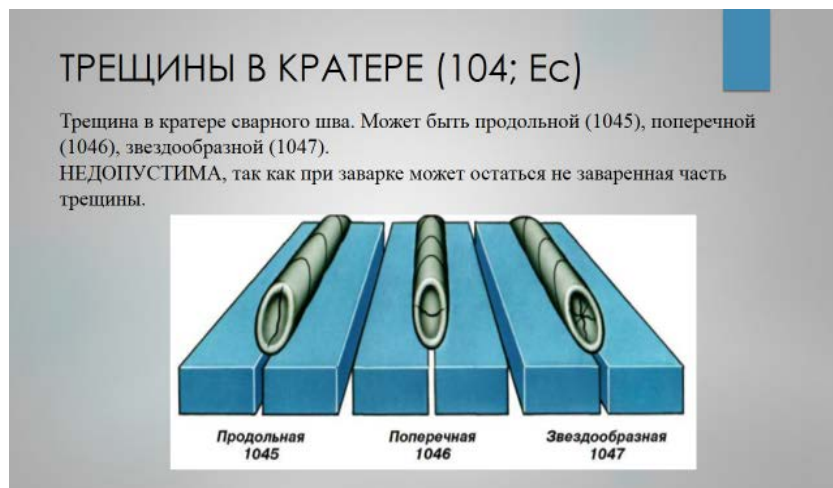 ТРЕЩИНЫ В КРАТЕРЕ (104; Ес)
Трещина в кратере сварного шва. Может быть продольной (1045), поперечной
(1046), звездообразной (1047).
НЕДОПУСТИМА, так как при заварке может остаться не заваренная часть
трещины.
Продольная Поперечная Звездообразная
1045 1046 1047